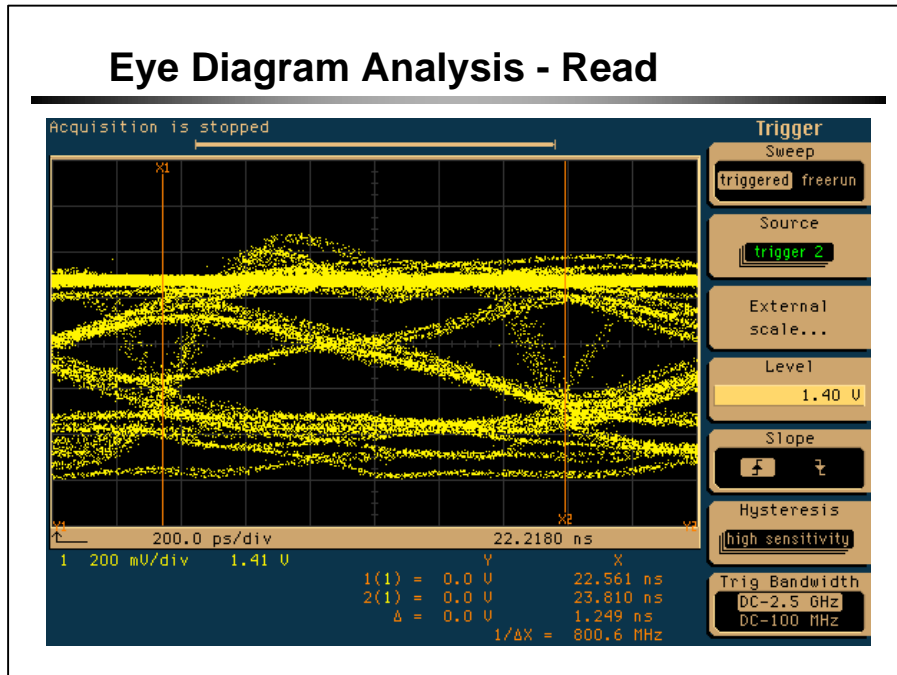 Eye Diagram Analysis - Read
Acquisition is stopped
Trigger
Sweep
triggered freerun
Source
trigger 2
External
scale...
Level
1.40 V
Slope
Hysteresis
high sensitivity
Trig Bandwidth
DC-2.5 GHz
DC-100 MHz
X1
X1 X2 X2
200.0 ps/div 22.2180 ns
1 200 mV/div 1.41 V Y X
1(1) = 0.0 V 22.561 ns
2(1) = 0.0 V 23.810 ns
Δ = 0.0 V 1.249 ns
1/ΔX = 800.6 MHz